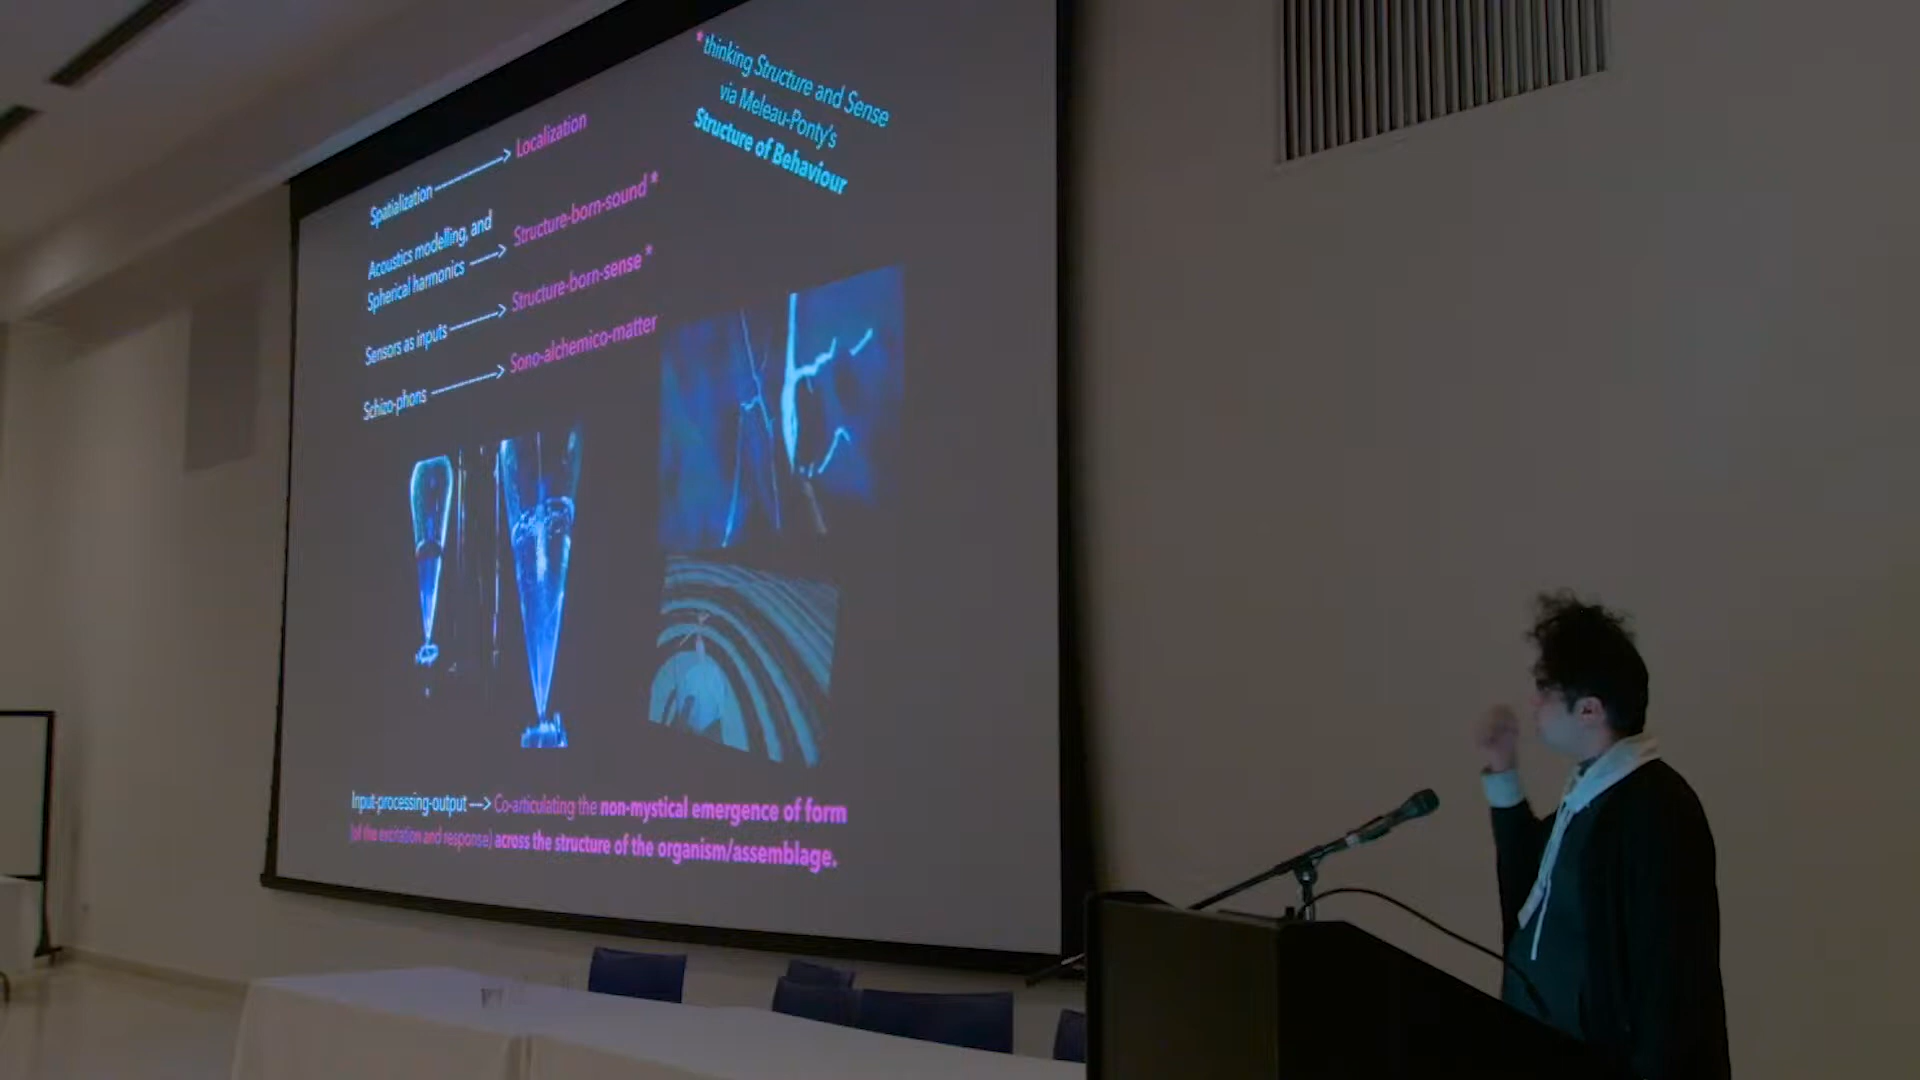 * thinking Structure and Sense
via Meleau-Ponty's
Structure of Behaviour
Spatialization ----------> Localization
Acoustics modelling, and
Spherical harmonics -----> Structure-born-sound *
Sensors as inputs -------> Structure-born-sense *
Schizo-phons ----------> Sono-alchemico-matter
Input-processing-output --> Co-articulating the non-mystical emergence of form
(of the excitation and response) across the structure of the organism/assemblage.